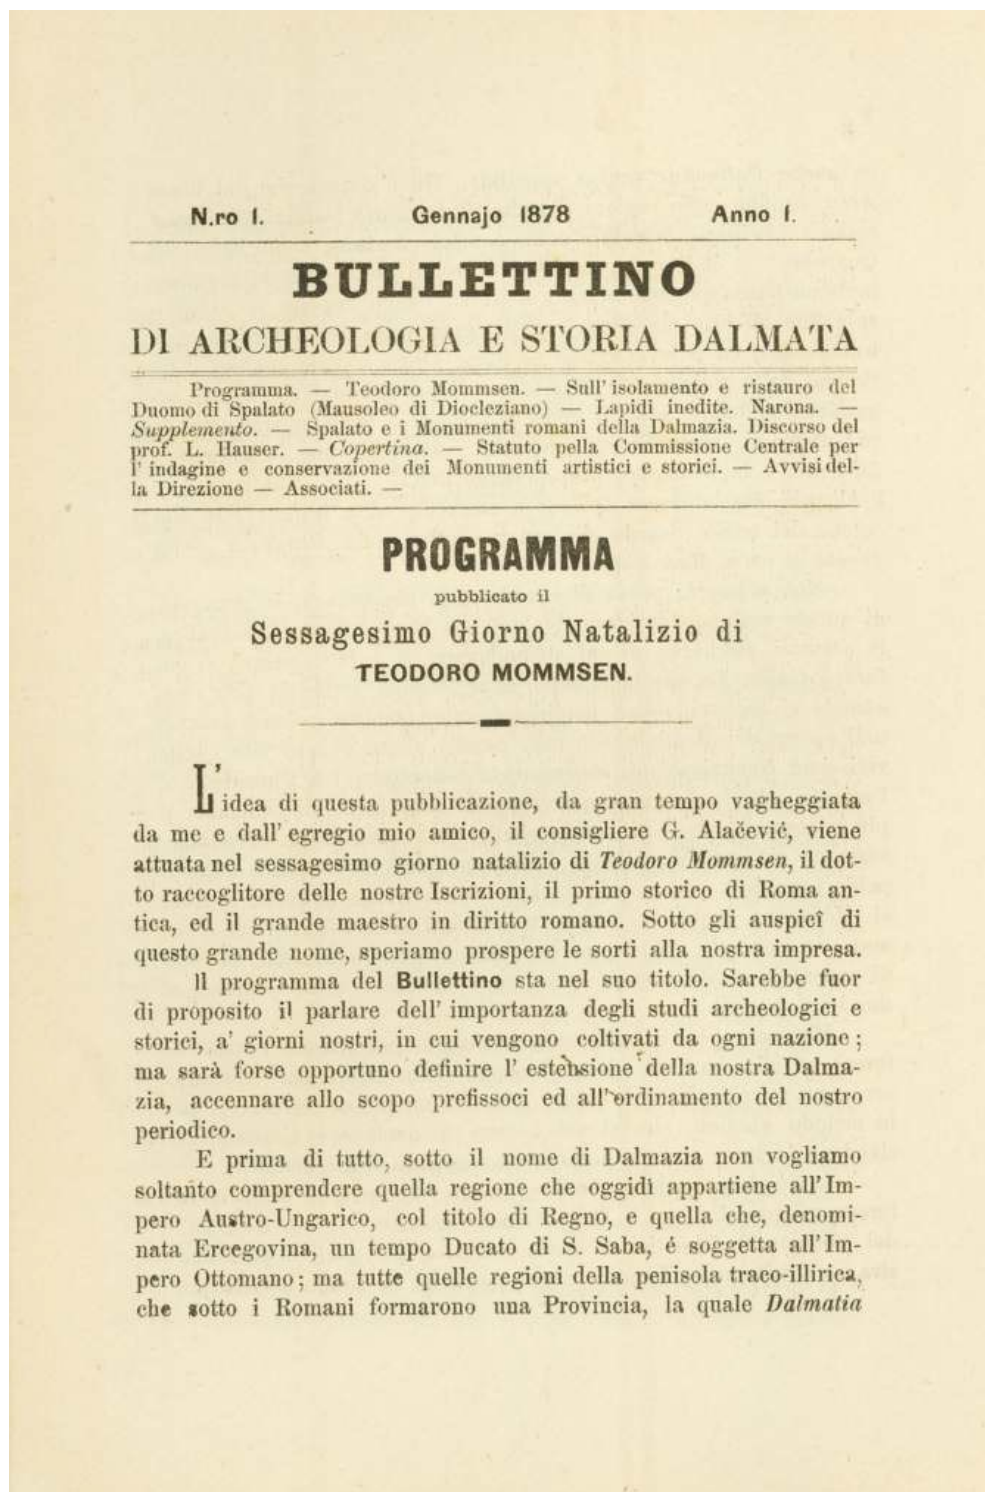 N.ro 1. Gennajo 1878 Anno 1.
BULLETTINO
DI ARCHEOLOGIA E STORIA DALMATA
Programma. — Teodoro Mommsen. — Sull' isolamento e ristauro del
Duomo di Spalato (Mausoleo di Diocleziano) — Lapidi inedite. Narona. —
Supplemento. — Spalato e i Monumenti romani della Dalmazia. Discorso del
prof. L. Hauser. — Copertina. — Statuto pella Commissione Centrale per
l' indagine e conservazione dei Monumenti artistici e storici. — Avvisi del-
la Direzione — Associati. —
PROGRAMMA
pubblicato il
Sessagesimo Giorno Natalizio di
TEODORO MOMMSEN.
L' idea di questa pubblicazione, da gran tempo vagheggiata
da me e dall' egregio mio amico, il consigliere G. Alačević, viene
attuata nel sessagesimo giorno natalizio di Teodoro Mommsen, il dot-
to raccoglitore delle nostre Iscrizioni, il primo storico di Roma an-
tica, ed il grande maestro in diritto romano. Sotto gli auspicî di
questo grande nome, speriamo prospere le sorti alla nostra impresa.
Il programma del Bullettino sta nel suo titolo. Sarebbe fuor
di proposito il parlare dell' importanza degli studi archeologici e
storici, a' giorni nostri, in cui vengono coltivati da ogni nazione;
ma sarà forse opportuno definire l' estensione della nostra Dalma-
zia, accennare allo scopo prefissoci ed all' ordinamento del nostro
periodico.
E prima di tutto, sotto il nome di Dalmazia non vogliamo
soltanto comprendere quella regione che oggidì appartiene all' Im-
pero Austro-Ungarico, col titolo di Regno, e quella che, denomi-
nata Ercegovina, un tempo Ducato di S. Saba, é soggetta all' Im-
pero Ottomano; ma tutte quelle regioni della penisola traco-illirica,
che sotto i Romani formarono una Provincia, la quale Dalmatia